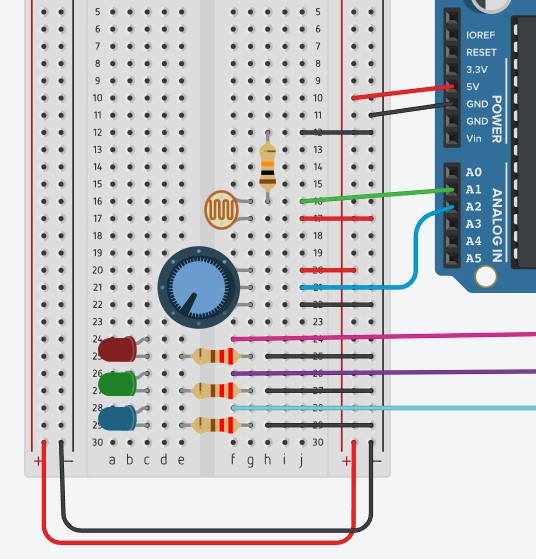 5 5
6 6
7 7
8 8
9 9
10 10
11 11
12 12
13 13
14 14
15 15
16 16
17 17
18 18
19 19
20 20
21 21
22 22
23 23
24 24
25 25
26 26
27 27
28 28
29 29
30 30
+ − a b c d e f g h i j + −
IOREF
RESET
3.3V
5V
GND
GND
Vin
POWER
A0
A1
A2
A3
A4
A5
ANALOG IN